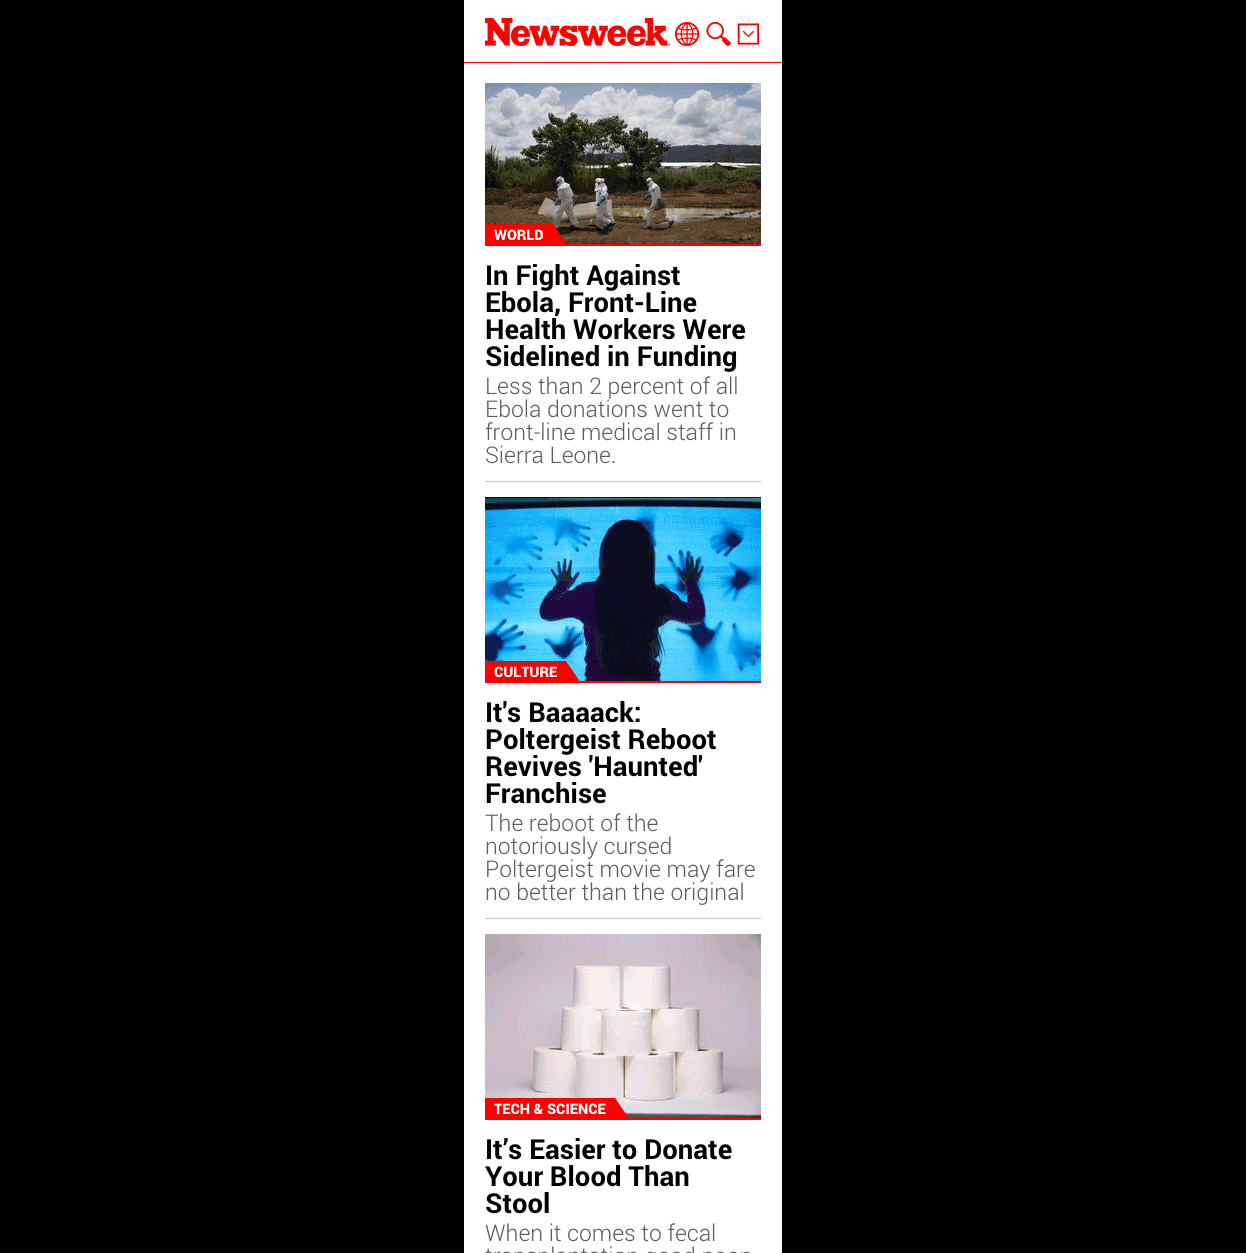 Newsweek
WORLD
In Fight Against
Ebola, Front-Line
Health Workers Were
Sidelined in Funding
Less than 2 percent of all
Ebola donations went to
front-line medical staff in
Sierra Leone.
CULTURE
It's Baaaack:
Poltergeist Reboot
Revives 'Haunted'
Franchise
The reboot of the
notoriously cursed
Poltergeist movie may fare
no better than the original
TECH & SCIENCE
It’s Easier to Donate
Your Blood Than
Stool
When it comes to fecal
transplantation good poop